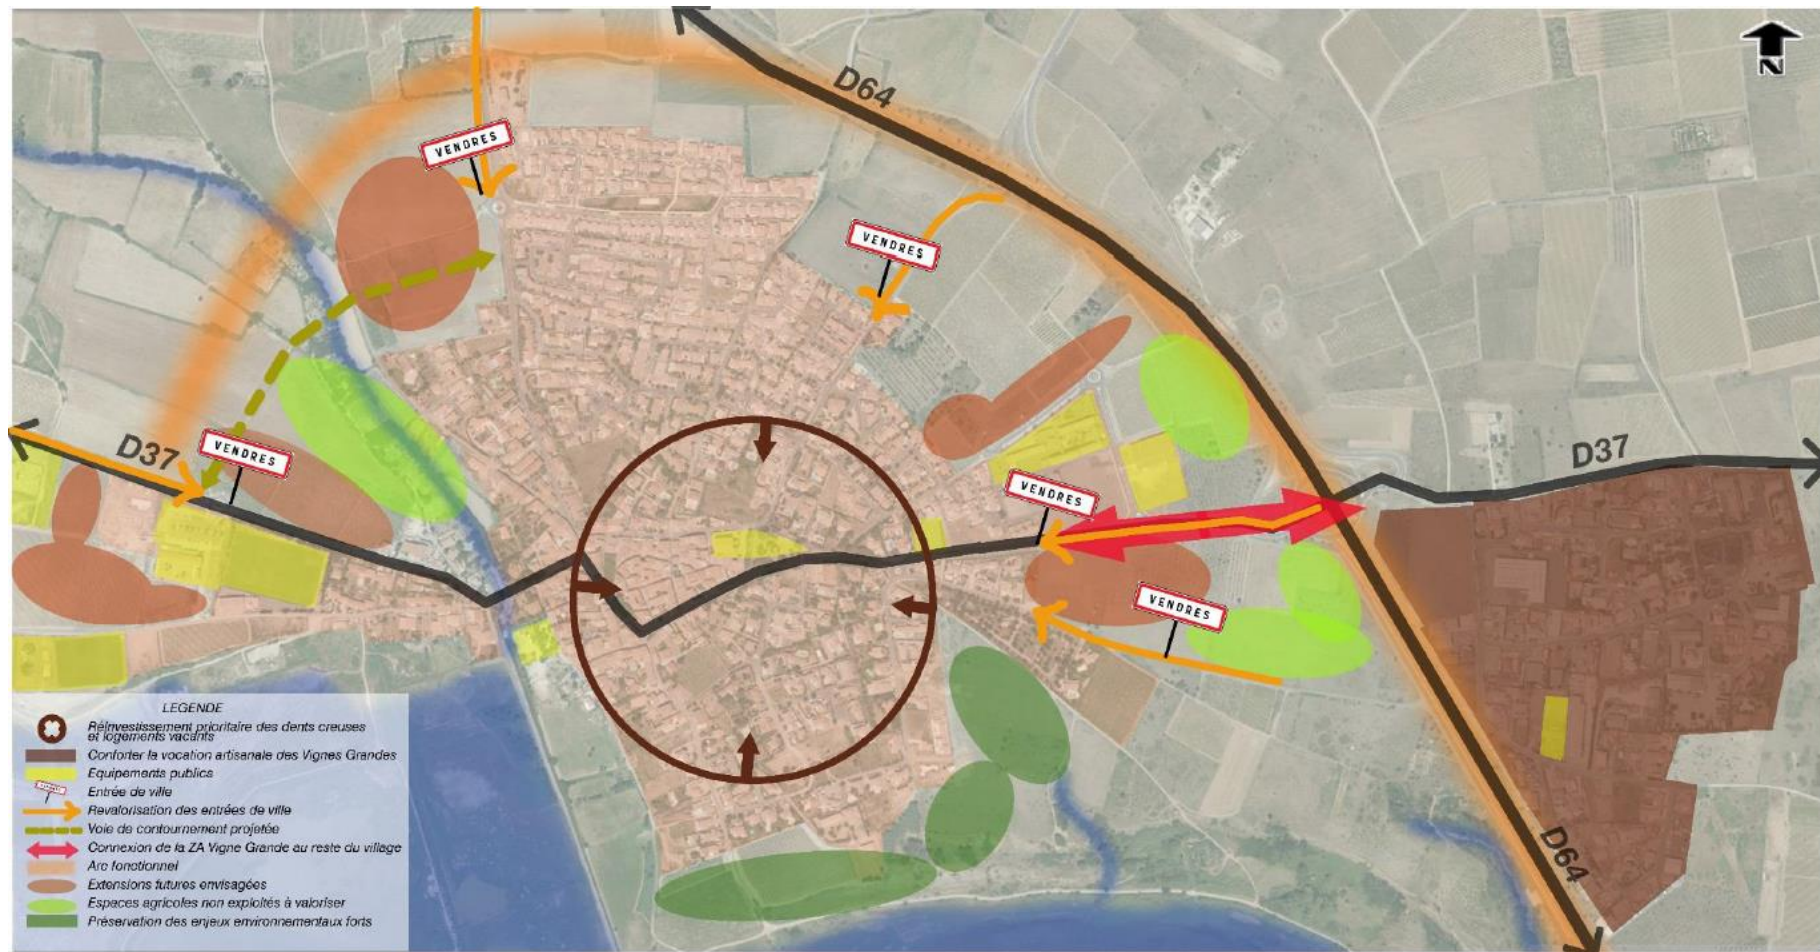 N
D64
VENDRES
VENDRES
D37
VENDRES
D37
VENDRES
VENDRES
D64
LEGENDE
Réinvestissement prioritaire des dents creuses
et logements vacants
Conforter la vocation artisanale des Vignes Grandes
Equipements publics
Entrée de ville
Revalorisation des entrées de ville
Voie de contournement projetée
Connexion de la ZA Vigne Grande au reste du village
Arc fonctionnel
Extensions futures envisagées
Espaces agricoles non exploités à valoriser
Préservation des enjeux environnementaux forts